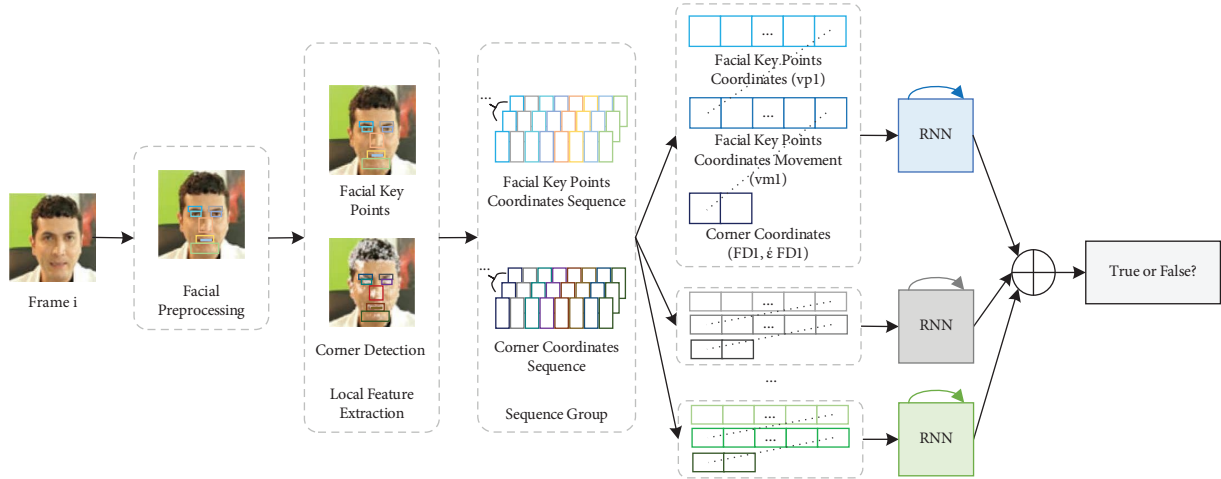 Frame i
Facial
Preprocessing
Facial Key
Points
Corner Detection
Local Feature
Extraction
...
Facial Key Points
Coordinates Sequence
...
Corner Coordinates
Sequence
Sequence Group
...
Facial Key Points
Coordinates (vp1)
...
Facial Key Points
Coordinates Movement
(vm1)
Corner Coordinates
(FD1, έ FD1)
...
...
...
...
RNN
RNN
RNN
True or False?